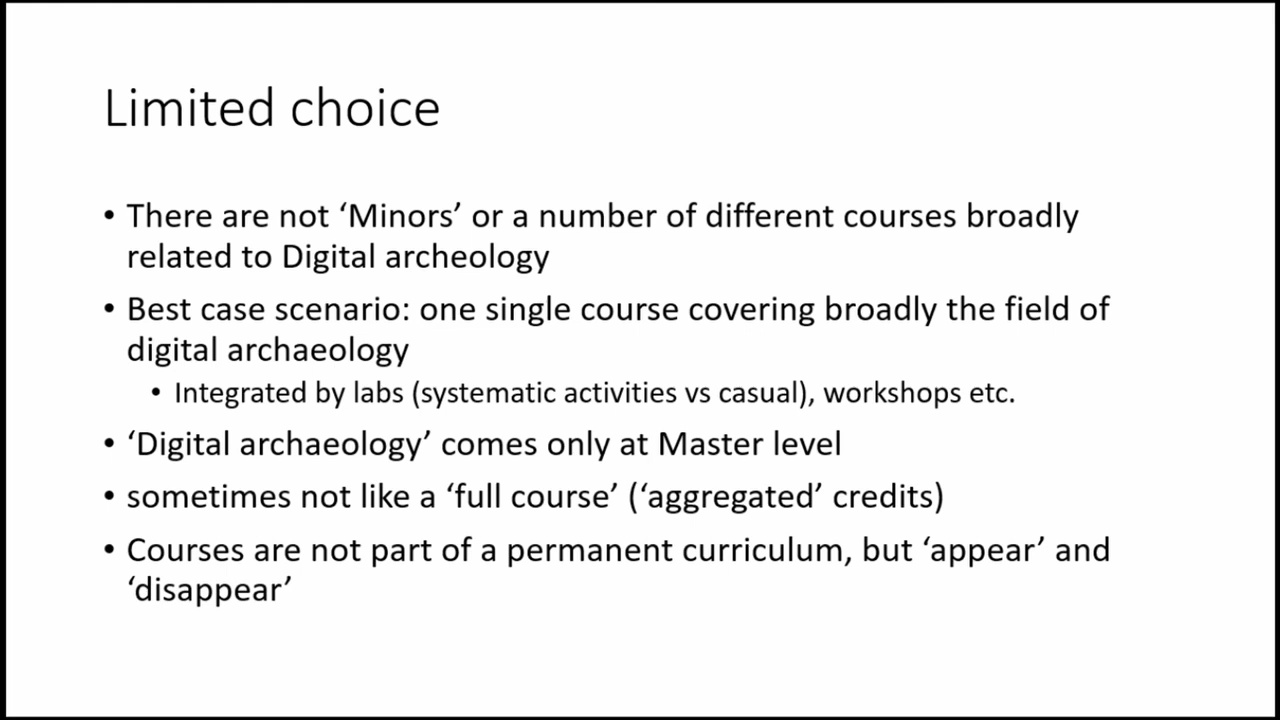 Limited choice
• There are not ‘Minors’ or a number of different courses broadly
related to Digital archeology
• Best case scenario: one single course covering broadly the field of
digital archaeology
• Integrated by labs (systematic activities vs casual), workshops etc.
• ‘Digital archaeology’ comes only at Master level
• sometimes not like a ‘full course’ (‘aggregated’ credits)
• Courses are not part of a permanent curriculum, but ‘appear’ and
‘disappear’